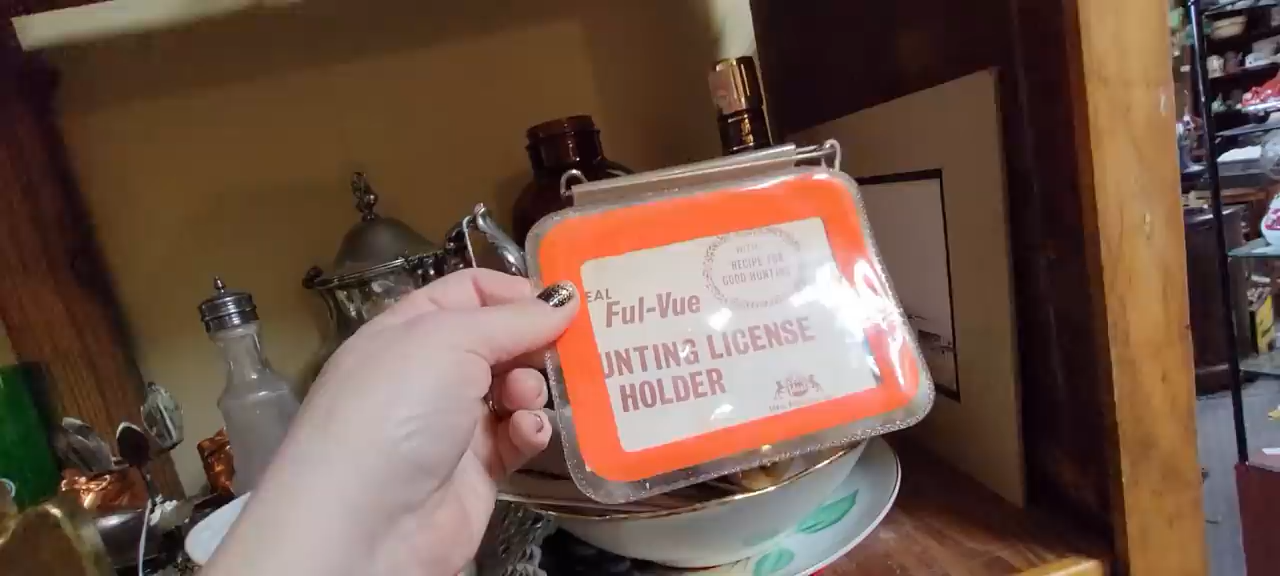 WITH
RECIPE FOR
GOOD HUNTING
EAL
Ful-Vue
UNTING LICENSE
HOLDER